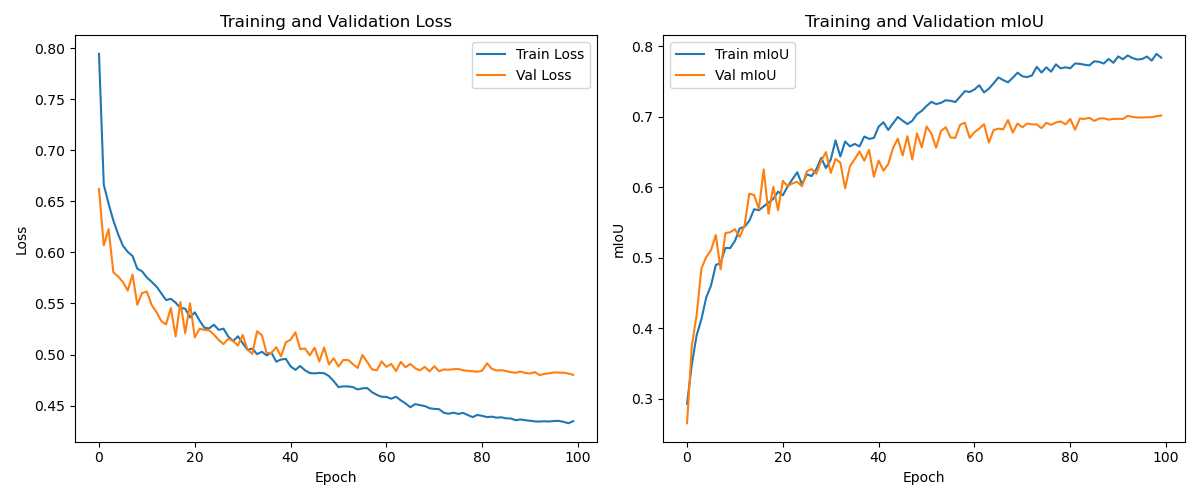 Training and Validation Loss
Train Loss
Val Loss
0.80
0.75
0.70
0.65
0.60
0.55
0.50
0.45
Loss
0
20
40
60
80
100
Epoch
Training and Validation mIoU
Train mIoU
Val mIoU
0.8
0.7
0.6
0.5
0.4
0.3
mIoU
0
20
40
60
80
100
Epoch